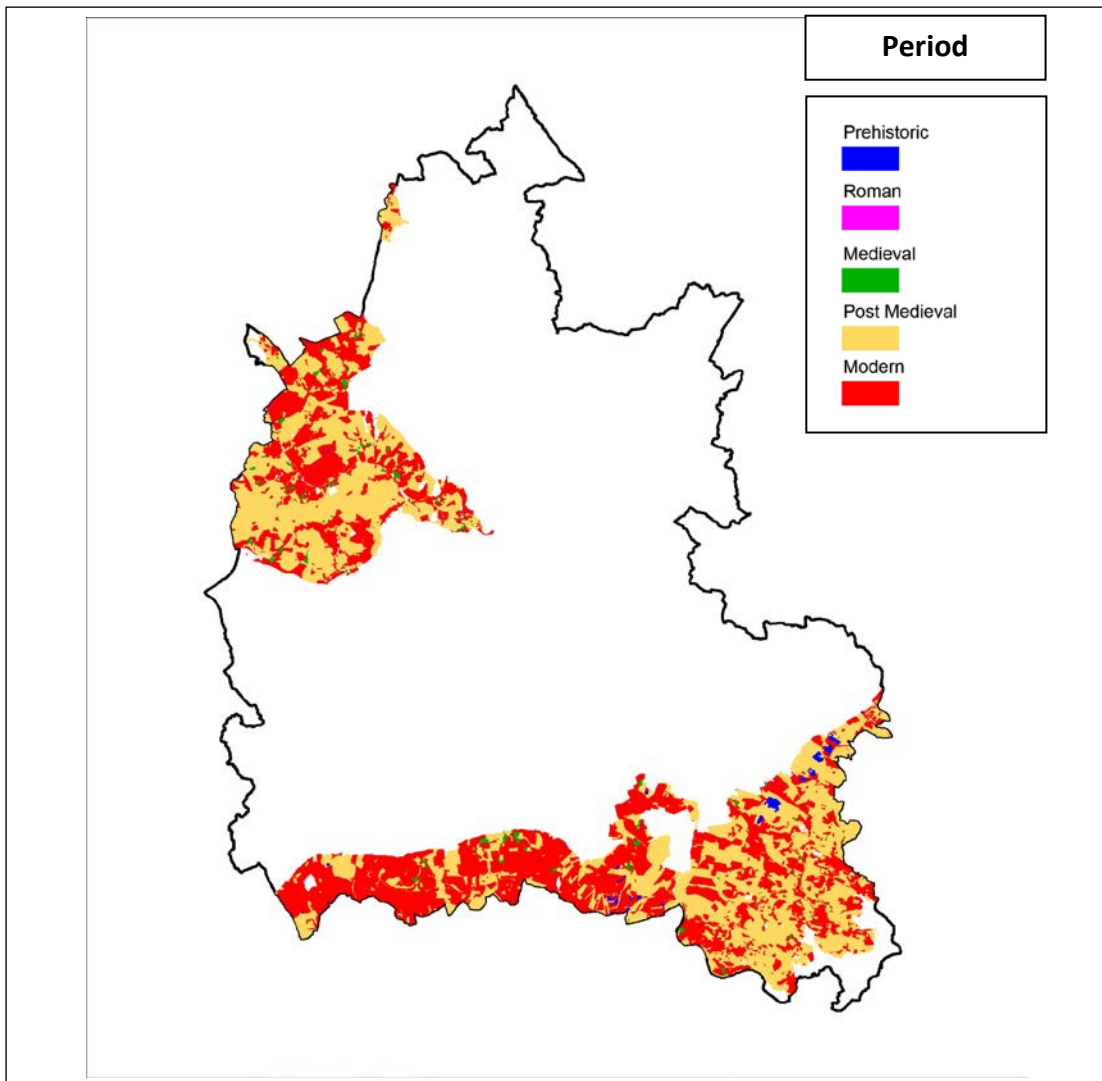 Period
Prehistoric
Roman
Medieval
Post Medieval
Modern